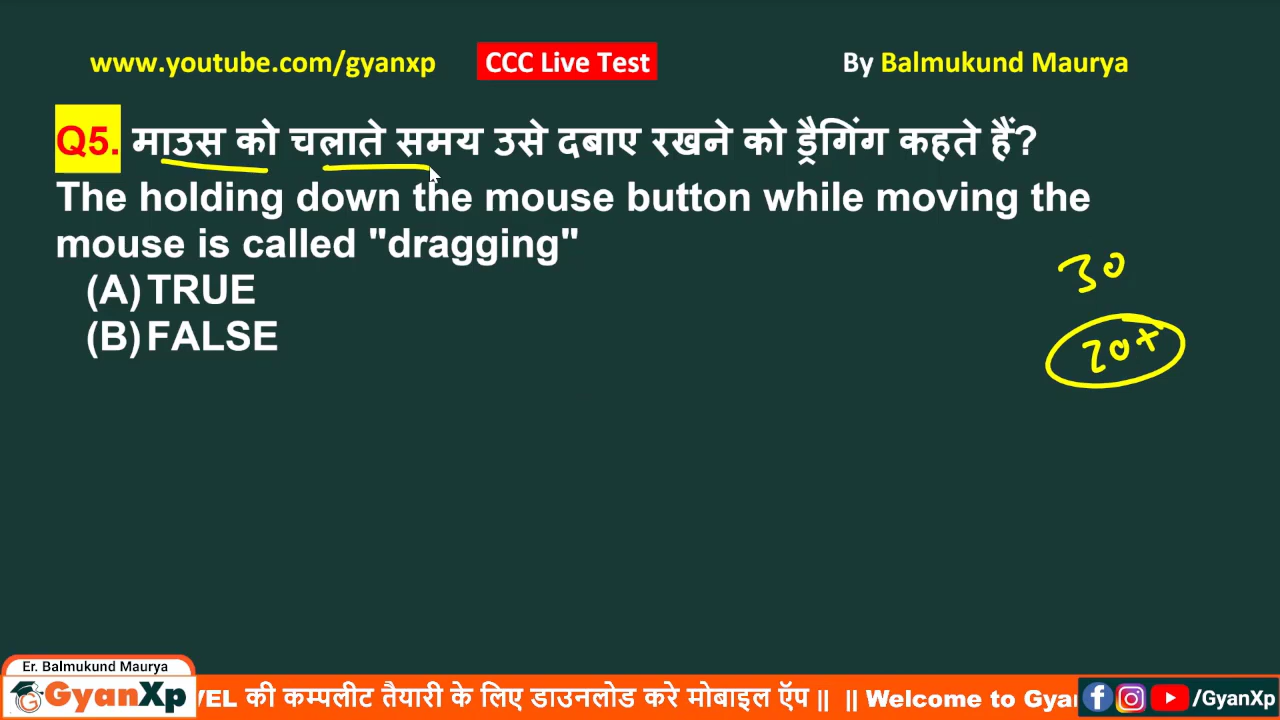 www.youtube.com/gyanxp CCC Live Test By Balmukund Maurya
Q5. माउस को चलाते समय उसे दबाए रखने को ड्रैगिंग कहते हैं?
The holding down the mouse button while moving the
mouse is called "dragging"
(A) TRUE
(B) FALSE
30
20+
Er. Balmukund Maurya
GyanXp
VEL की कम्पलीट तैयारी के लिए डाउनलोड करे मोबाइल ऍप || || Welcome to Gyan /GyanXp